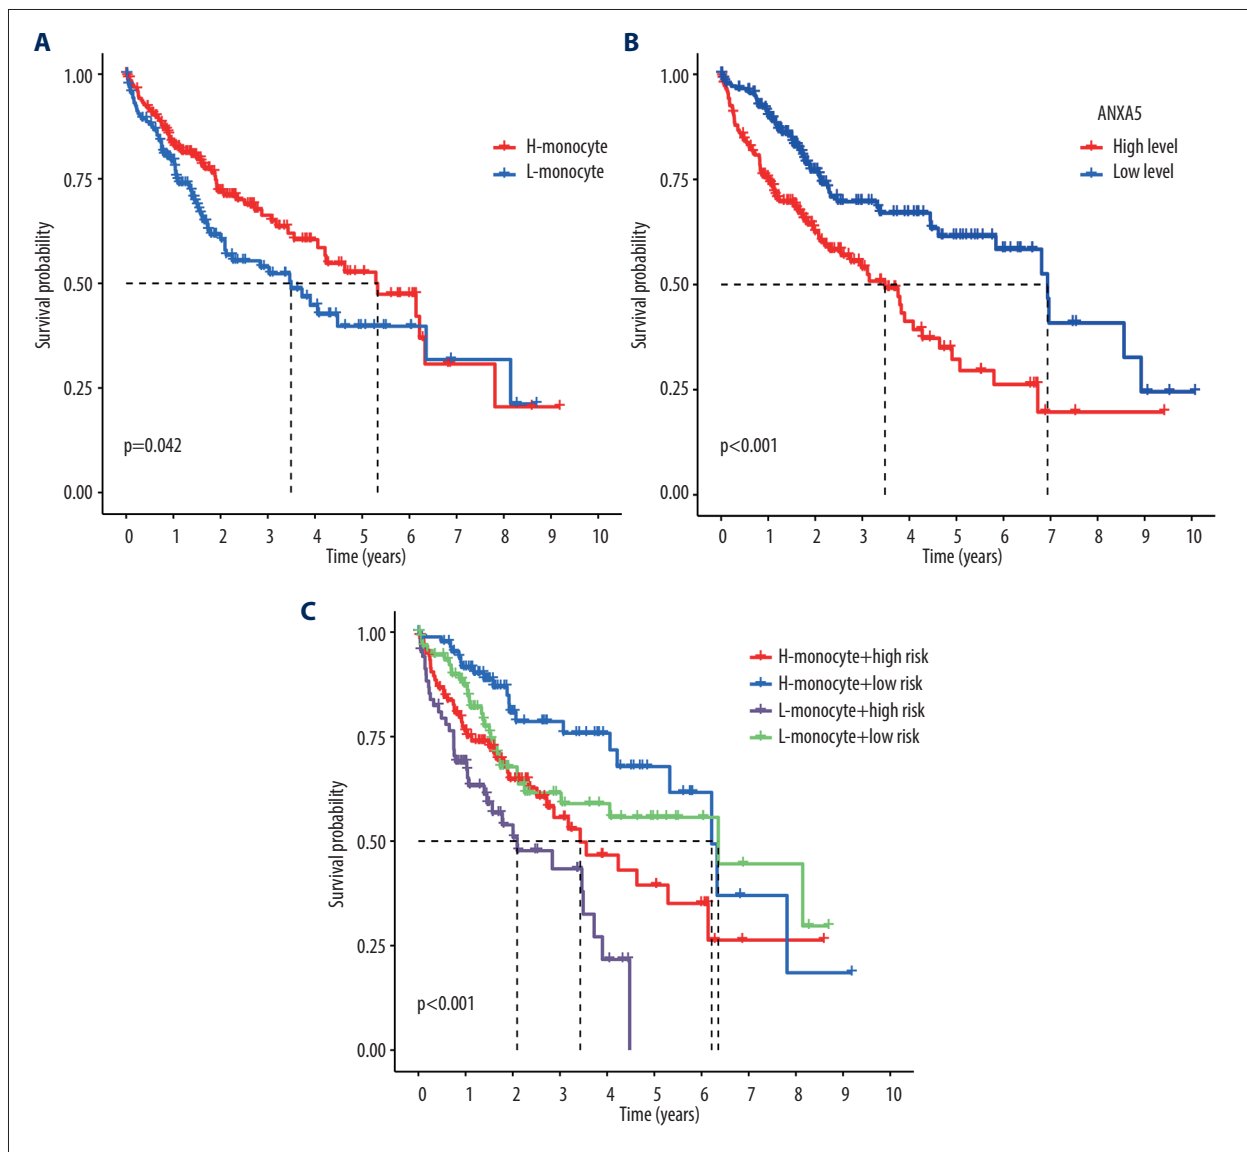 A
1.00
0.75
0.50
0.25
0.00
Survival probability
H-monocyte
L-monocyte
p=0.042
0 1 2 3 4 5 6 7 8 9 10
Time (years)
B
1.00
0.75
0.50
0.25
0.00
Survival probability
ANXA5
High level
Low level
p<0.001
0 1 2 3 4 5 6 7 8 9 10
Time (years)
C
1.00
0.75
0.50
0.25
0.00
Survival probability
H-monocyte+high risk
H-monocyte+low risk
L-monocyte+high risk
L-monocyte+low risk
p<0.001
0 1 2 3 4 5 6 7 8 9 10
Time (years)